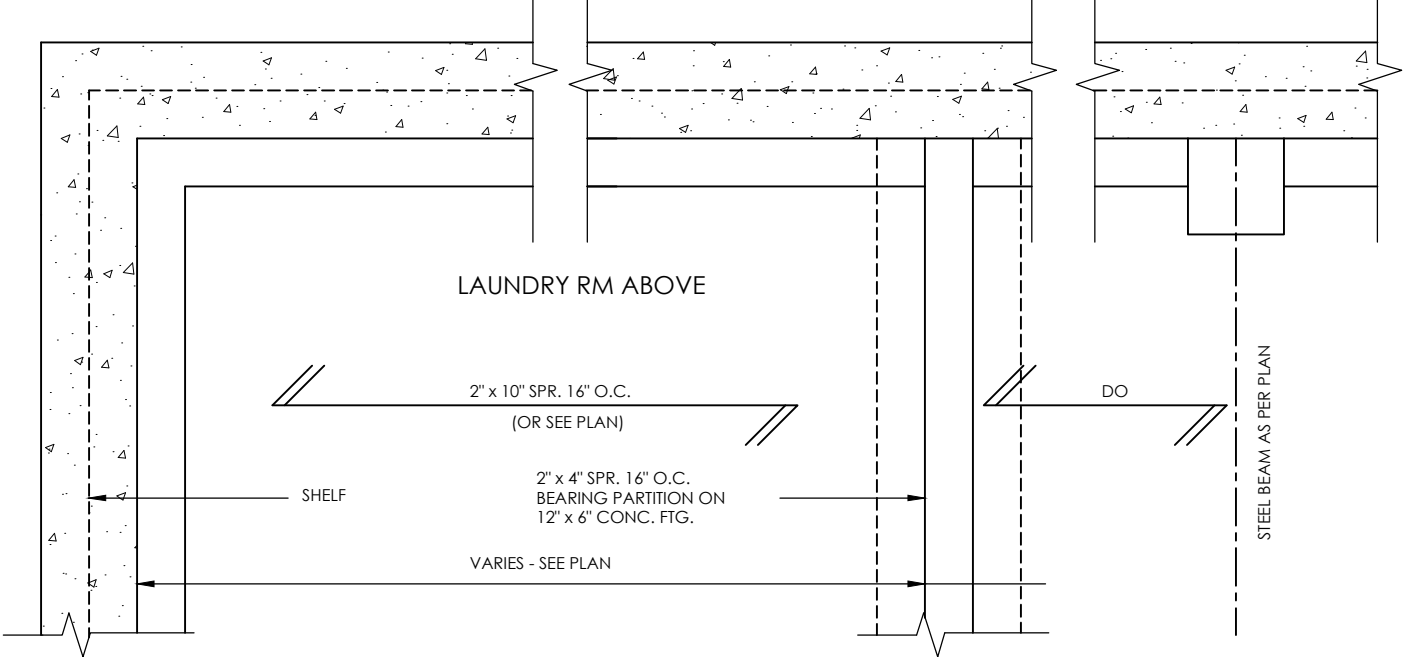 LAUNDRY RM ABOVE
2" x 10" SPR. 16" O.C.
(OR SEE PLAN)
DO
STEEL BEAM AS PER PLAN
SHELF
2" x 4" SPR. 16" O.C.
BEARING PARTITION ON
12" x 6" CONC. FTG.
VARIES - SEE PLAN